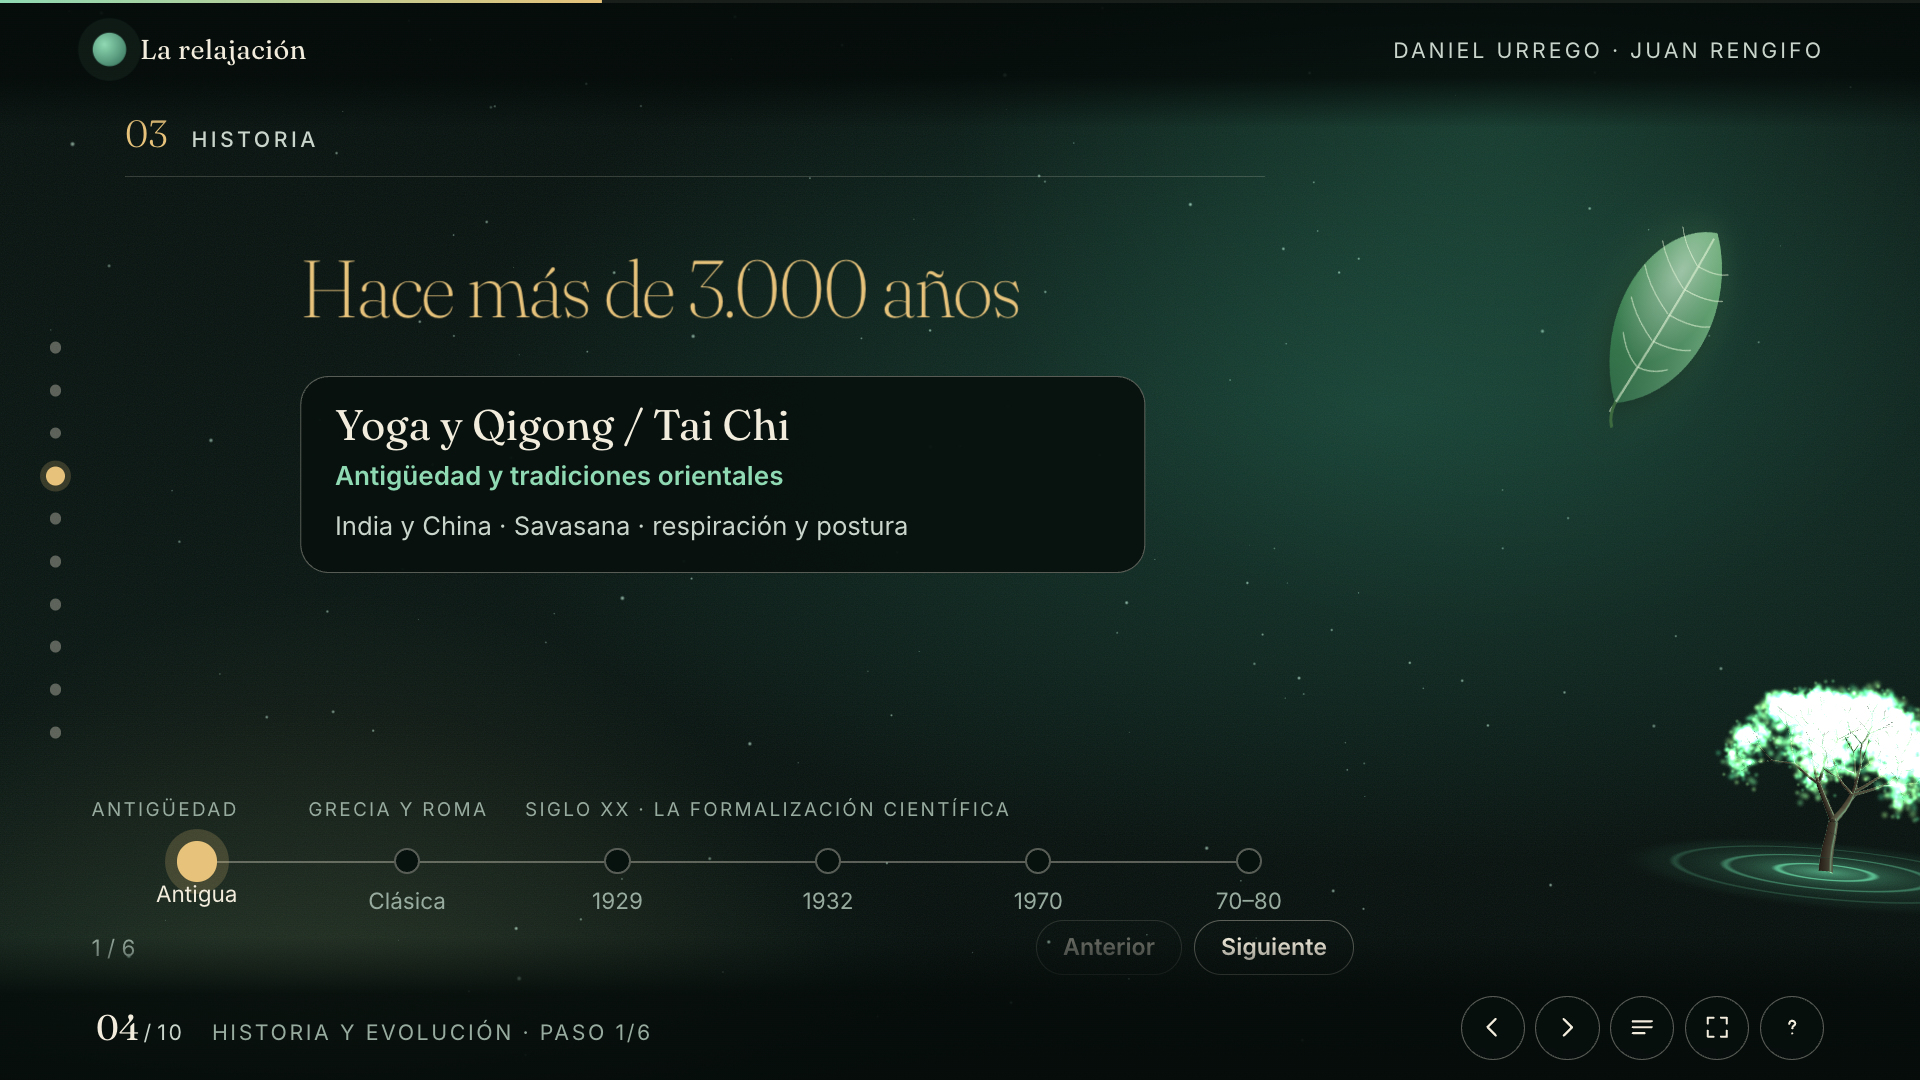 La relajación
DANIEL URREGO · JUAN RENGIFO
03 HISTORIA
Hace más de 3.000 años
Yoga y Qigong / Tai Chi
Antigüedad y tradiciones orientales
India y China · Savasana · respiración y postura
ANTIGÜEDAD GRECIA Y ROMA SIGLO XX · LA FORMALIZACIÓN CIENTÍFICA
Antigua Clásica 1929 1932 1970 70–80
1 / 6 Anterior Siguiente
04 / 10 HISTORIA Y EVOLUCIÓN · PASO 1/6 ?